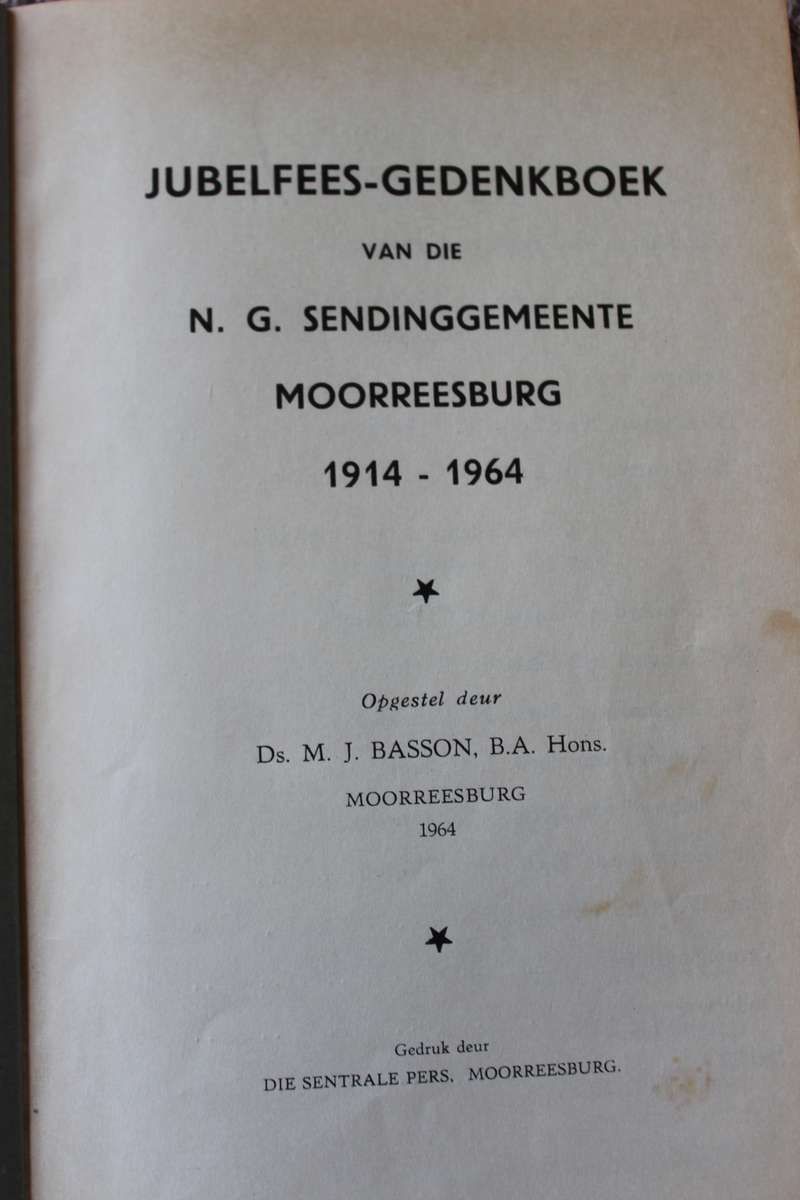 JUBELFEES-GEDENKBOEK
VAN DIE
N. G. SENDINGGEMEENTE
MOORREESBURG
1914 - 1964
Opgestel deur
Ds. M. J. BASSON, B.A. Hons.
MOORREESBURG
1964
Gedruk deur
DIE SENTRALE PERS, MOORREESBURG.